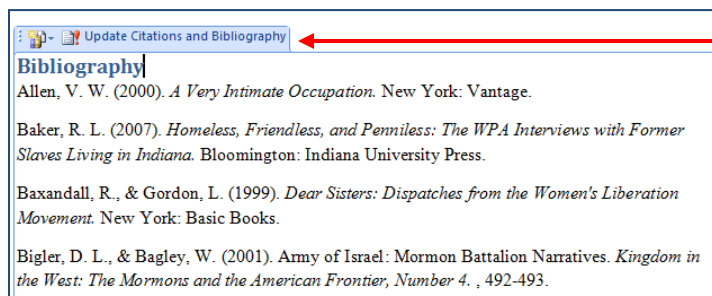 Update Citations and Bibliography
Bibliography
Allen, V. W. (2000). A Very Intimate Occupation. New York: Vantage.
Baker, R. L. (2007). Homeless, Friendless, and Penniless: The WPA Interviews with Former
Slaves Living in Indiana. Bloomington: Indiana University Press.
Baxandall, R., & Gordon, L. (1999). Dear Sisters: Dispatches from the Women's Liberation
Movement. New York: Basic Books.
Bigler, D. L., & Bagley, W. (2001). Army of Israel: Mormon Battalion Narratives. Kingdom in
the West: The Mormons and the American Frontier, Number 4. , 492-493.